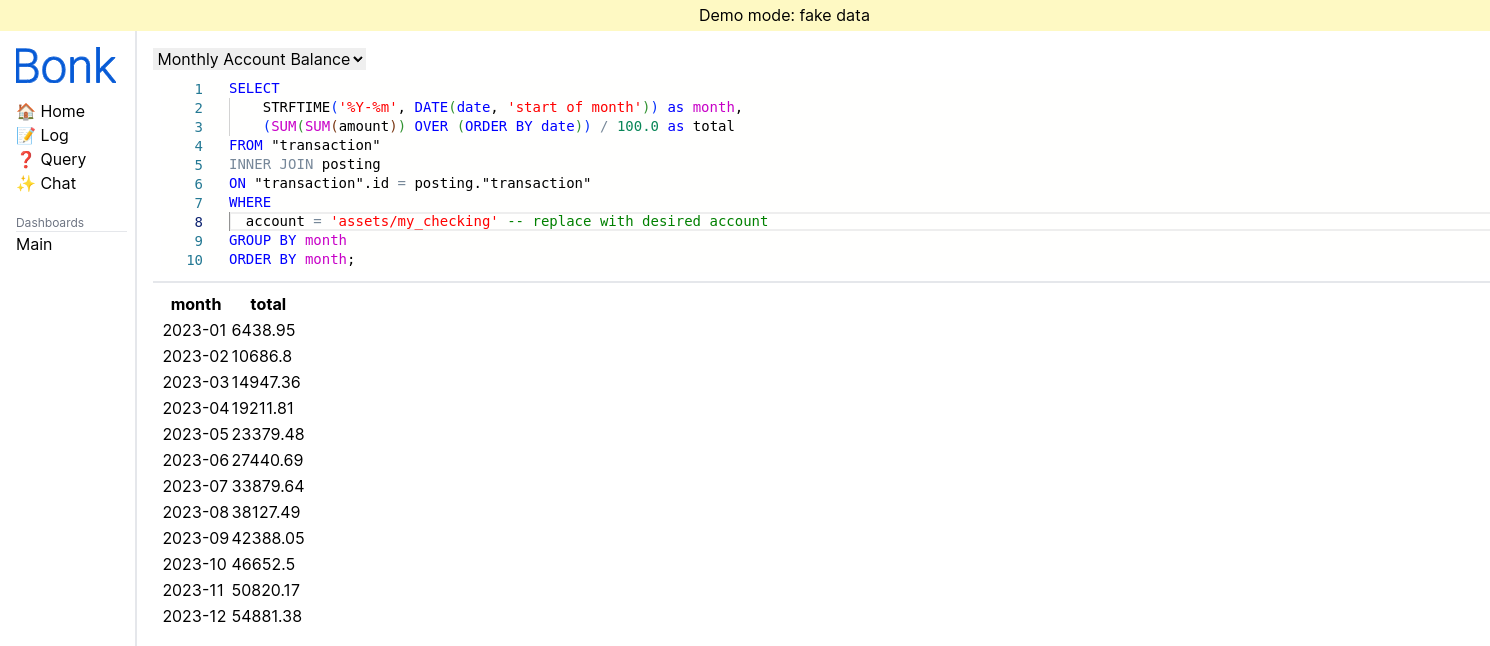 Demo mode: fake data
Bonk
🏠 Home
📝 Log
❓ Query
✨ Chat
Dashboards
Main
Monthly Account Balance
1 SELECT
2     STRFTIME('%Y-%m', DATE(date, 'start of month')) as month,
3     (SUM(SUM(amount)) OVER (ORDER BY date)) / 100.0 as total
4 FROM "transaction"
5 INNER JOIN posting
6 ON "transaction".id = posting."transaction"
7 WHERE
8   account = 'assets/my_checking' -- replace with desired account
9 GROUP BY month
10 ORDER BY month;
month total
2023-01 6438.95
2023-02 10686.8
2023-03 14947.36
2023-04 19211.81
2023-05 23379.48
2023-06 27440.69
2023-07 33879.64
2023-08 38127.49
2023-09 42388.05
2023-10 46652.5
2023-11 50820.17
2023-12 54881.38